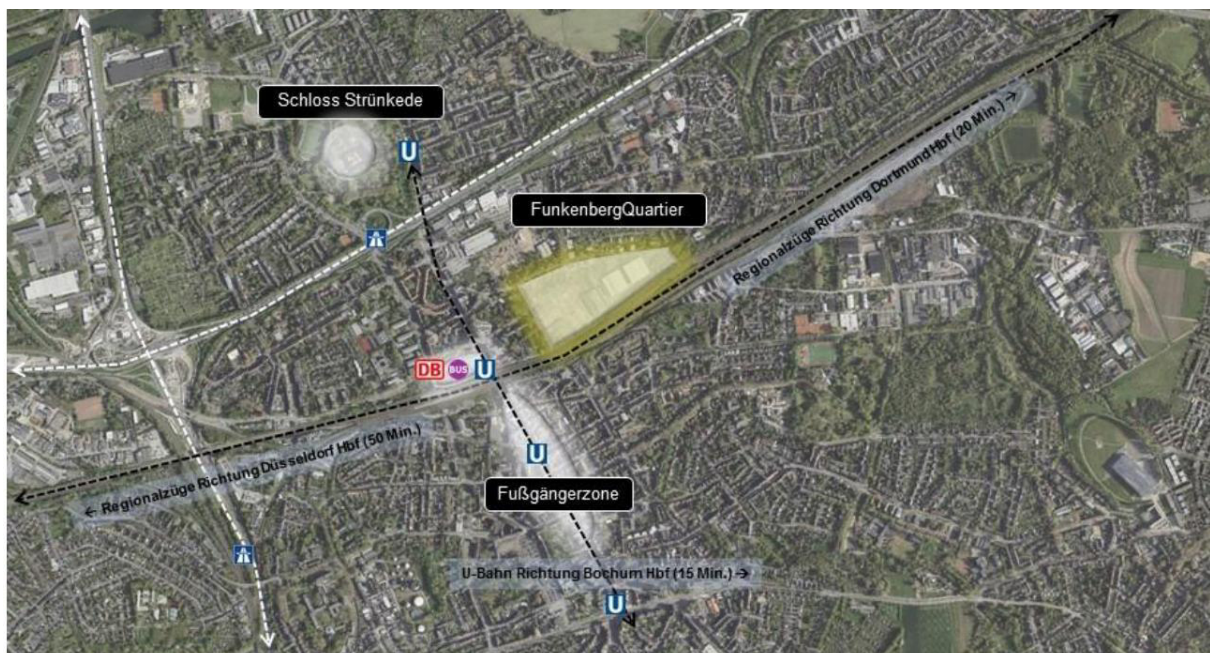 Schloss Strünkede
U
FunkenbergQuartier
Regionalzüge Richtung Dortmund Hbf (20 Min.) →
DB BUS U
← Regionalzüge Richtung Düsseldorf Hbf (50 Min.)
U
Fußgängerzone
U-Bahn Richtung Bochum Hbf (15 Min.) →
U